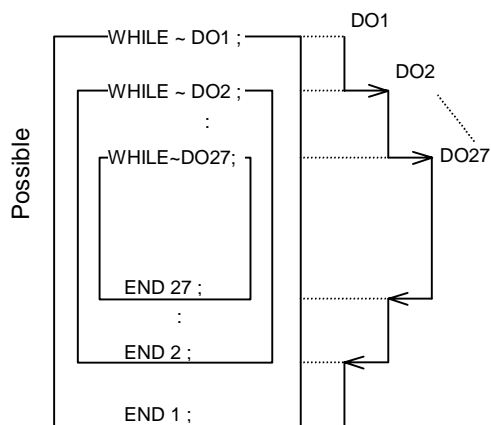 DO1
WHILE ~ DO1 ;
DO2
WHILE ~ DO2 ;
:
WHILE~DO27;
DO27
Possible
END 27 ;
:
END 2 ;
END 1 ;